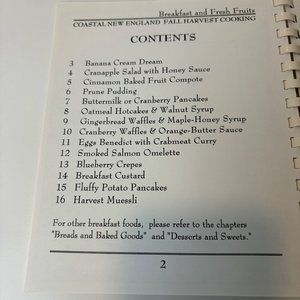 Breakfast and Fresh Fruits
COASTAL NEW ENGLAND FALL HARVEST COOKING
CONTENTS
3 Banana Cream Dream
4 Cranapple Salad with Honey Sauce
5 Cinnamon Baked Fruit Compote
6 Prune Pudding
7 Buttermilk or Cranberry Pancakes
8 Oatmeal Hotcakes & Walnut Syrup
9 Gingerbread Waffles & Maple-Honey Syrup
10 Cranberry Waffles & Orange-Butter Sauce
11 Eggs Benedict with Crabmeat Curry
12 Smoked Salmon Omelette
13 Blueberry Crepes
14 Breakfast Custard
15 Fluffy Potato Pancakes
16 Harvest Muessli
For other breakfast foods, please refer to the chapters
"Breads and Baked Goods" and "Desserts and Sweets."
2